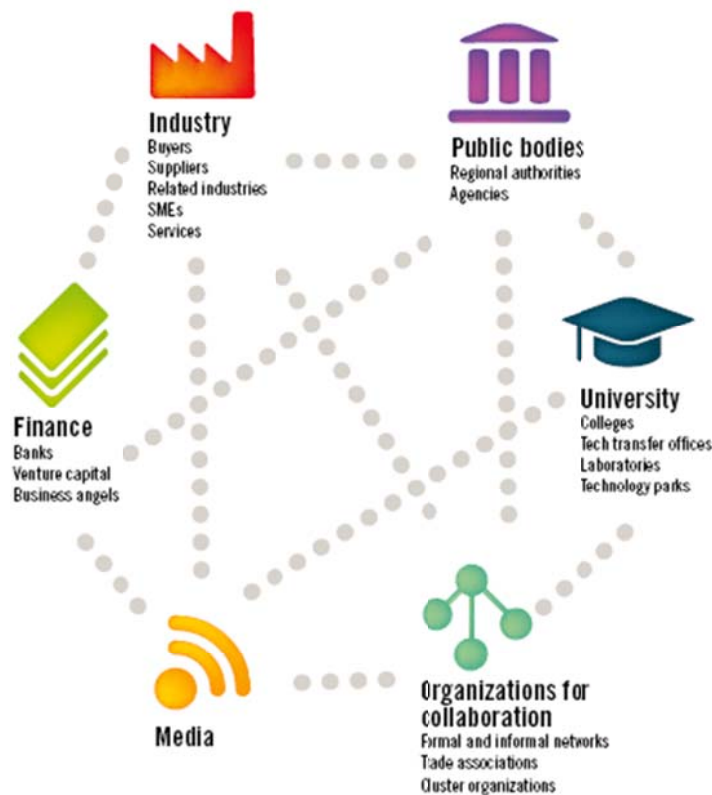 Industry
Buyers
Suppliers
Related industries
SMEs
Services
Public bodies
Regional authorities
Agencies
Finance
Banks
Venture capital
Business angels
University
Colleges
Tech transfer offices
Laboratories
Technology parks
Media
Organizations for
collaboration
Formal and informal networks
Trade associations
Cluster organizations